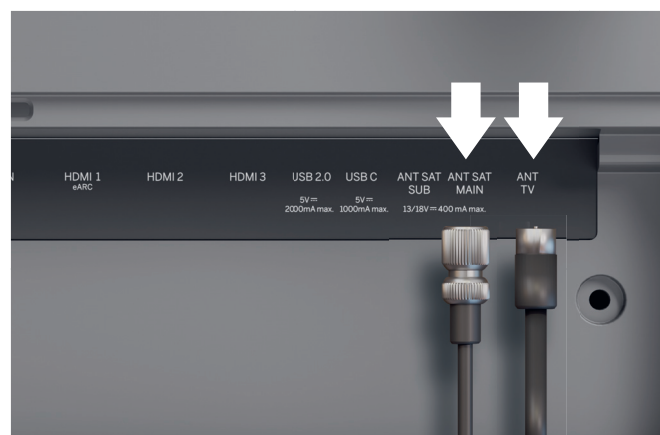 N
HDMI 1
eARC
HDMI 2
HDMI 3
USB 2.0
5V⎓
2000mA max.
USB C
5V⎓
1000mA max.
ANT SAT
SUB
ANT SAT
MAIN
13/18V⎓400 mA max.
ANT
TV